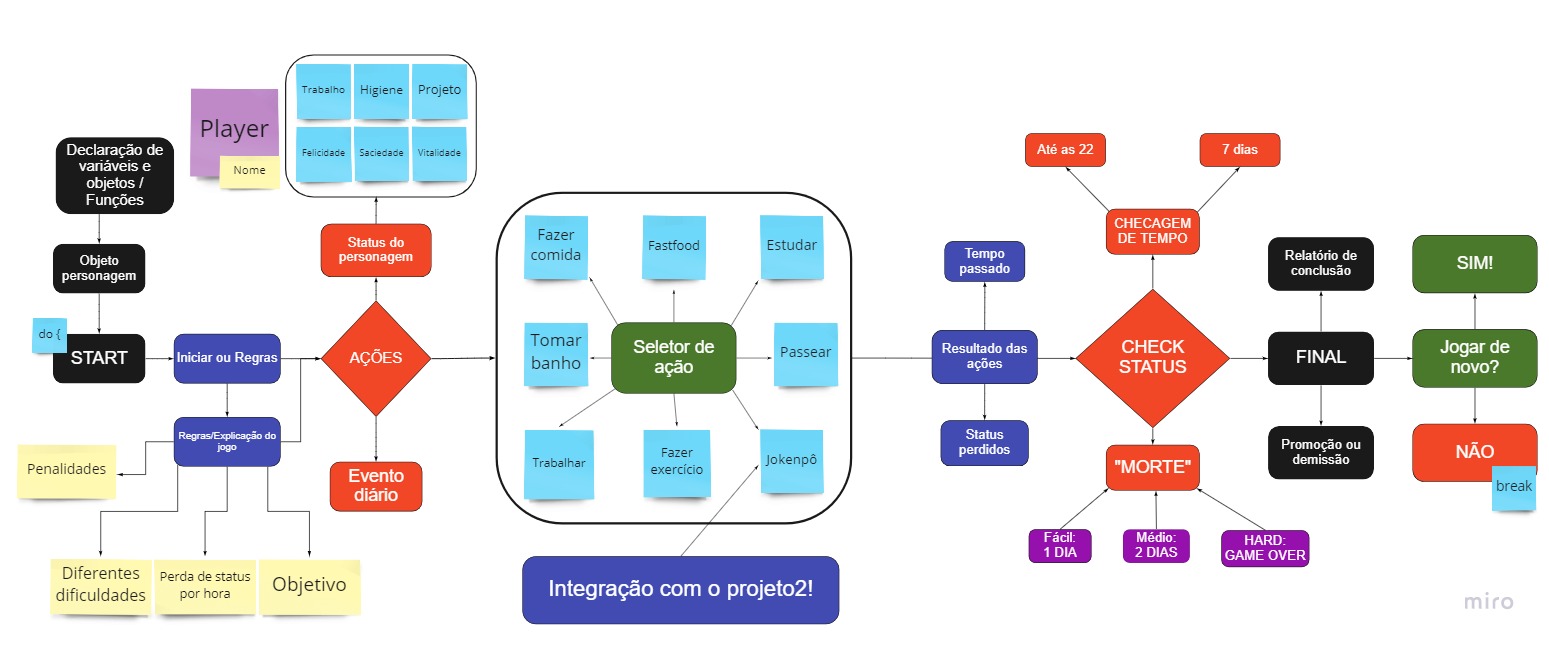 Declaração de
variáveis e
objetos /
Funções
Objeto
personagem
do {
START
Iniciar ou Regras
Regras/Explicação do
jogo
Penalidades
Diferentes
dificuldades
Perda de status
por hora
Objetivo
Player
Nome
Trabalho
Higiene
Projeto
Felicidade
Saciedade
Vitalidade
Status do
personagem
AÇÕES
Evento
diário
Fazer
comida
Fastfood
Estudar
Tomar
banho
Seletor de
ação
Passear
Trabalhar
Fazer
exercício
Jokenpô
Integração com o projeto2!
Tempo
passado
Resultado das
ações
Status
perdidos
Até as 22
7 dias
CHECAGEM
DE TEMPO
CHECK
STATUS
"MORTE"
Fácil:
1 DIA
Médio:
2 DIAS
HARD:
GAME OVER
Relatório de
conclusão
FINAL
Promoção ou
demissão
SIM!
Jogar de
novo?
NÃO
break
miro